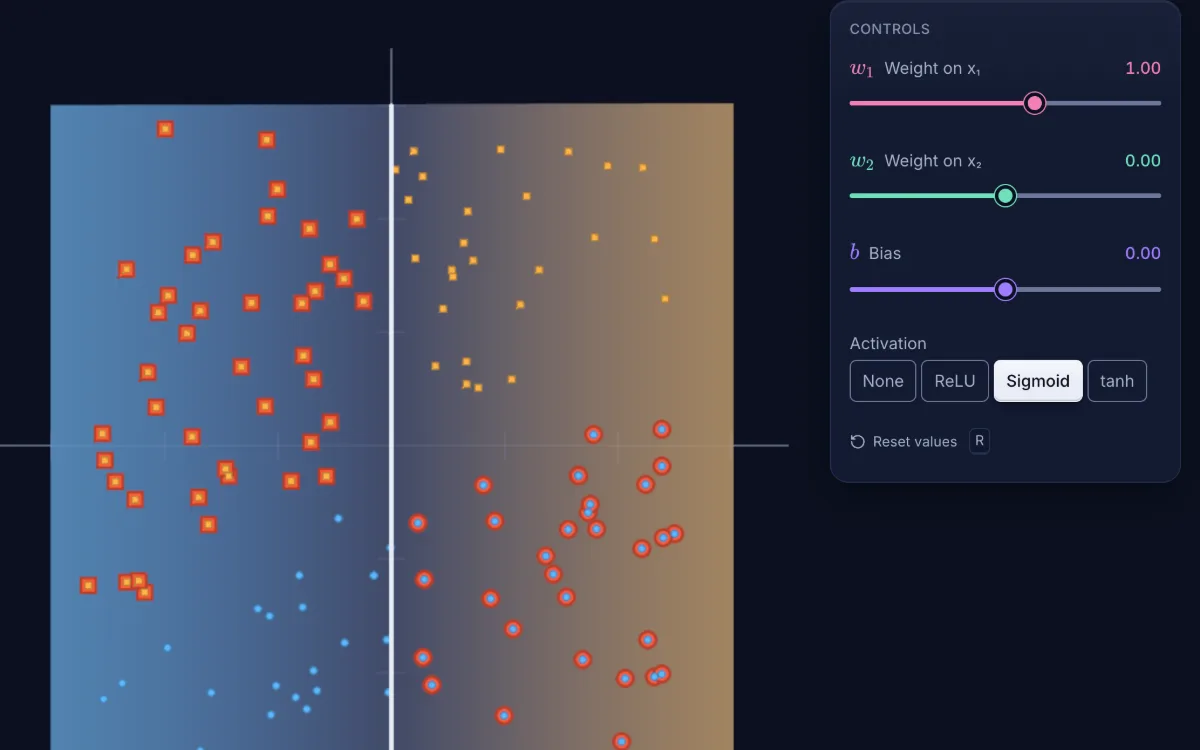 CONTROLS
w₁ Weight on x₁ 1.00
w₂ Weight on x₂ 0.00
b Bias 0.00
Activation
None ReLU Sigmoid tanh
Reset values R